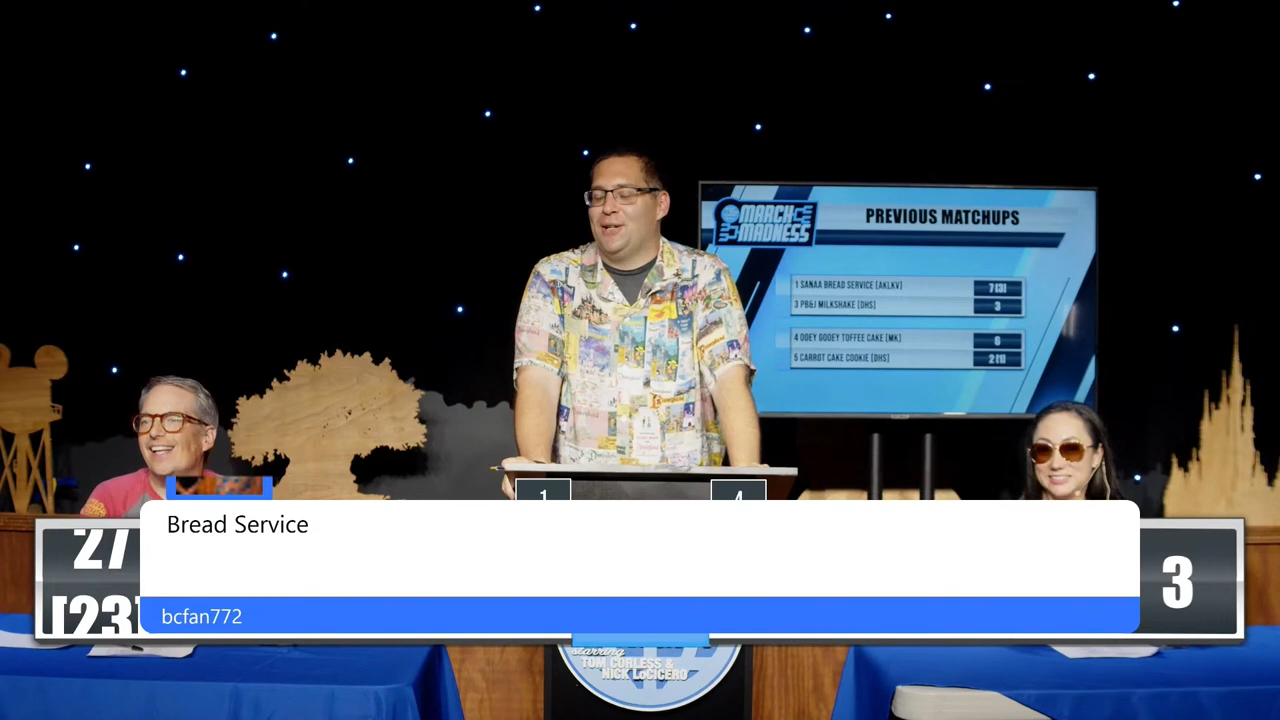 MARCH
MADNESS
PREVIOUS MATCHUPS
1 SANAA BREAD SERVICE [AKLKV] 7 [3]
3 PB&J MILKSHAKE [DHS] 3
4 OOEY GOOEY TOFFEE CAKE [MK] 6
5 CARROT CAKE COOKIE [DHS] 2 [1]
1
4
Bread Service
bcfan772
27
[23]
3
starring
TOM CORLESS &
NICK LoCICERO